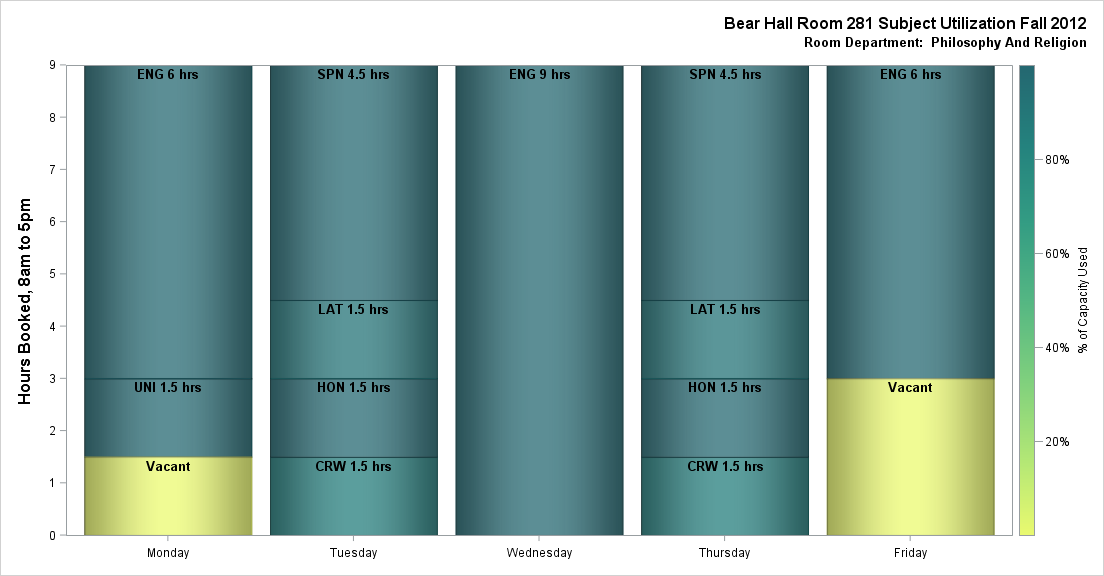 Bear Hall Room 281 Subject Utilization Fall 2012
Room Department:  Philosophy And Religion
Hours Booked, 8am to 5pm
9
8
7
6
5
4
3
2
1
0
ENG 6 hrs
UNI 1.5 hrs
Vacant
SPN 4.5 hrs
LAT 1.5 hrs
HON 1.5 hrs
CRW 1.5 hrs
ENG 9 hrs
SPN 4.5 hrs
LAT 1.5 hrs
HON 1.5 hrs
CRW 1.5 hrs
ENG 6 hrs
Vacant
Monday
Tuesday
Wednesday
Thursday
Friday
80%
60%
40%
20%
% of Capacity Used